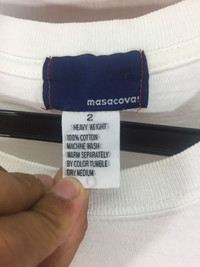 masacova!
2
HEAVY WEIGHT
100% COTTON
MACHINE WASH
WARM SEPARATELY
BY COLOR TUMBLE
DRY MEDIUM